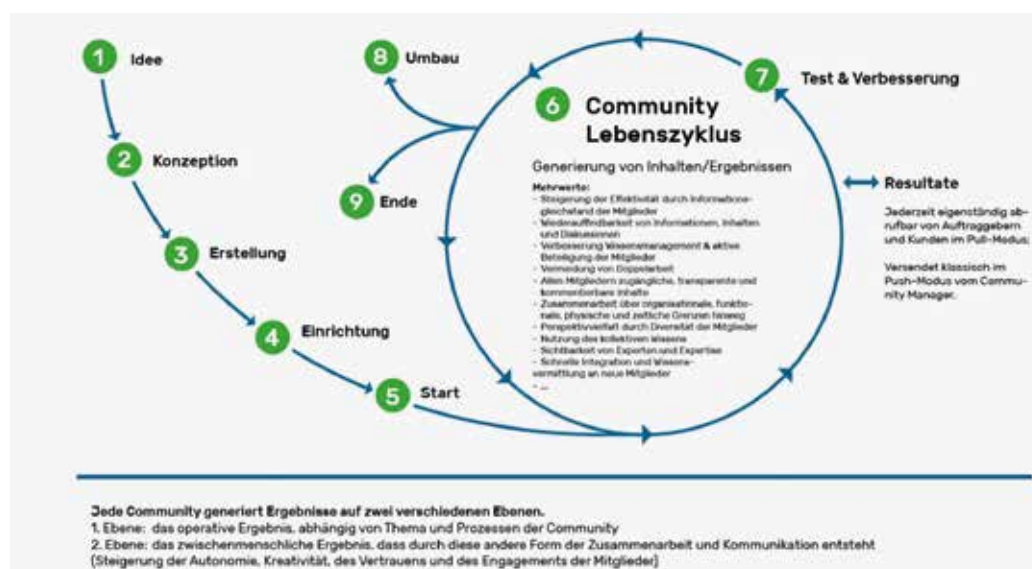 1 Idee
2 Konzeption
3 Erstellung
4 Einrichtung
5 Start
6 Community
Lebenszyklus
Generierung von Inhalten/Ergebnissen
Mehrwerte:
- Steigerung der Effektivität durch Informations-
gleichstand der Mitglieder
- Wiederauffindbarkeit von Informationen, Inhalten
und Diskussionen
- Verbesserung Wissensmanagement & aktive
Beteiligung der Mitglieder
- Vermeidung von Doppelarbeit
- Allen Mitgliedern zugängliche, transparente und
kommentierbare Inhalte
- Zusammenarbeit über organisationale, funktio-
nale, physische und zeitliche Grenzen hinweg
- Perspektivvielfalt durch Diversität der Mitglieder
- Nutzung des kollektiven Wissens
- Sichtbarkeit von Experten und Expertise
- Schnelle Integration und Wissens-
vermittlung an neue Mitglieder
- ...
7 Test & Verbesserung
Resultate
Jederzeit eigenständig ab-
rufbar von Auftraggebern
und Kunden im Pull-Modus;
Versendet klassisch im
Push-Modus vom Commu-
nity Manager.
8 Umbau
9 Ende
Jede Community generiert Ergebnisse auf zwei verschiedenen Ebenen.
1. Ebene: das operative Ergebnis, abhängig von Thema und Prozessen der Community
2. Ebene: das zwischenmenschliche Ergebnis, dass durch diese andere Form der Zusammenarbeit und Kommunikation entsteht
(Steigerung der Autonomie, Kreativität, des Vertrauens und des Engagements der Mitglieder)